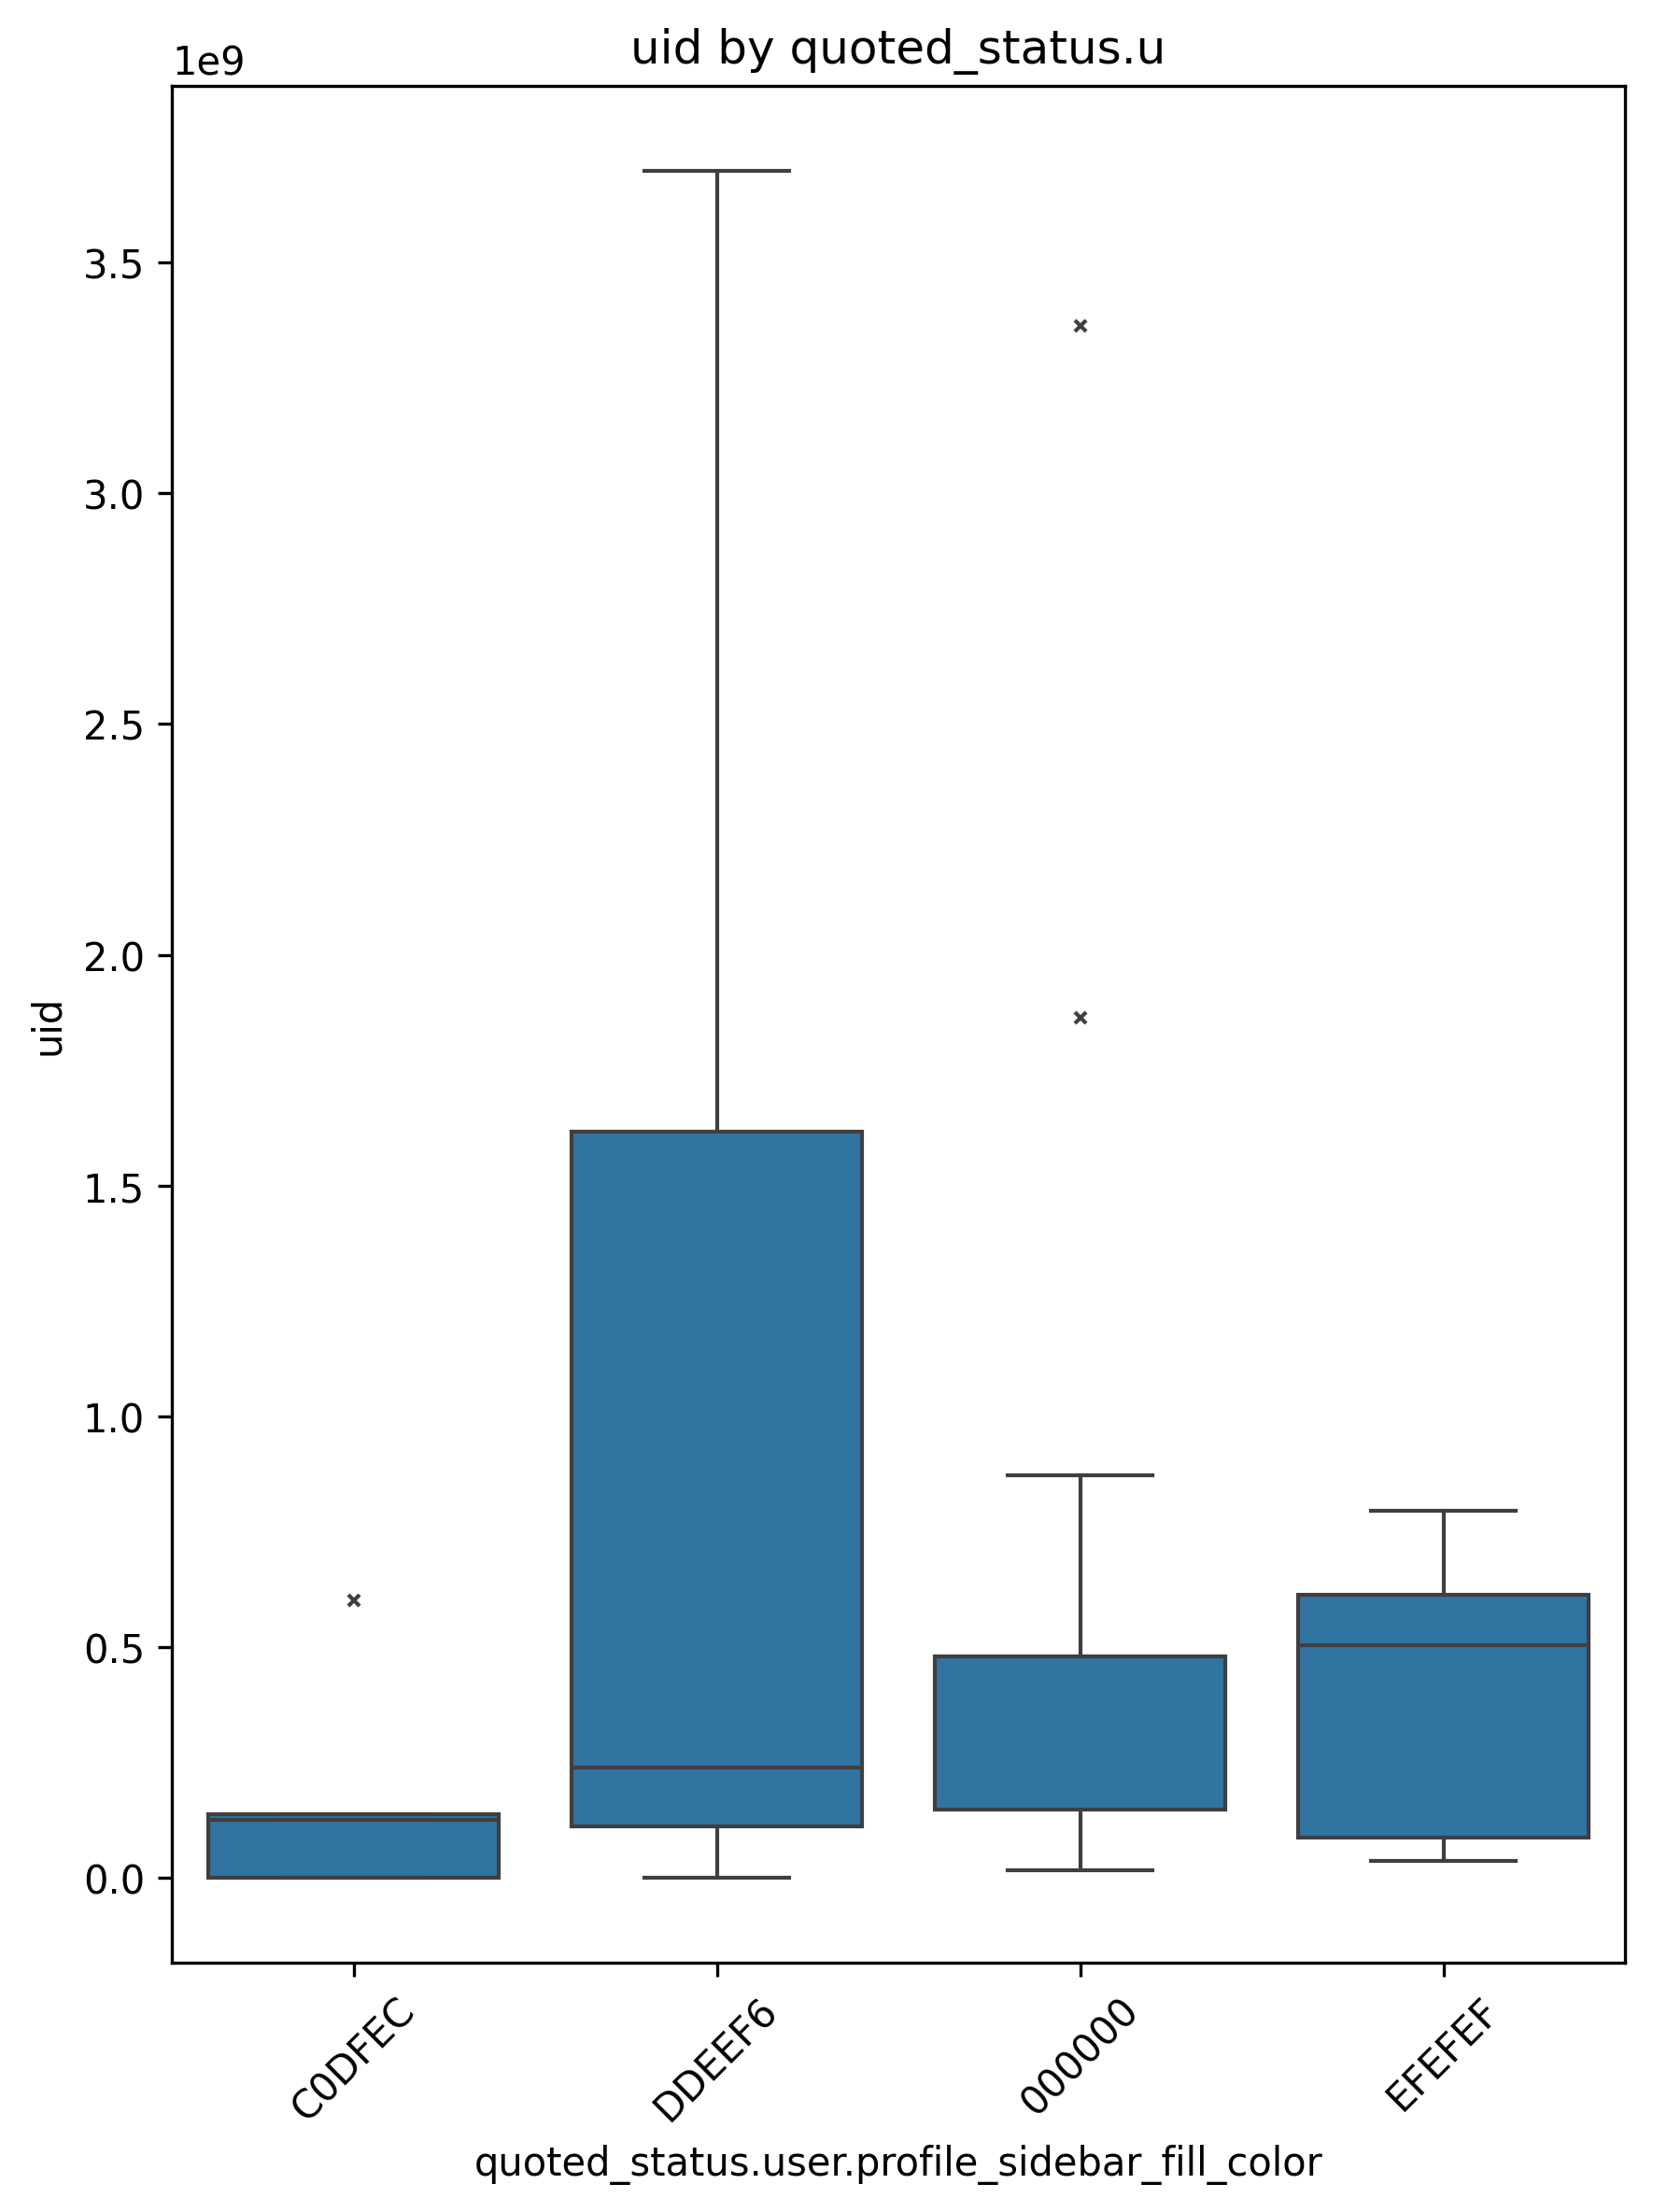 uid by quoted_status.u
1e9
3.5
3.0
2.5
2.0
1.5
1.0
0.5
0.0
uid
C0DFEC
DDEEF6
000000
EFEFEF
quoted_status.user.profile_sidebar_fill_color